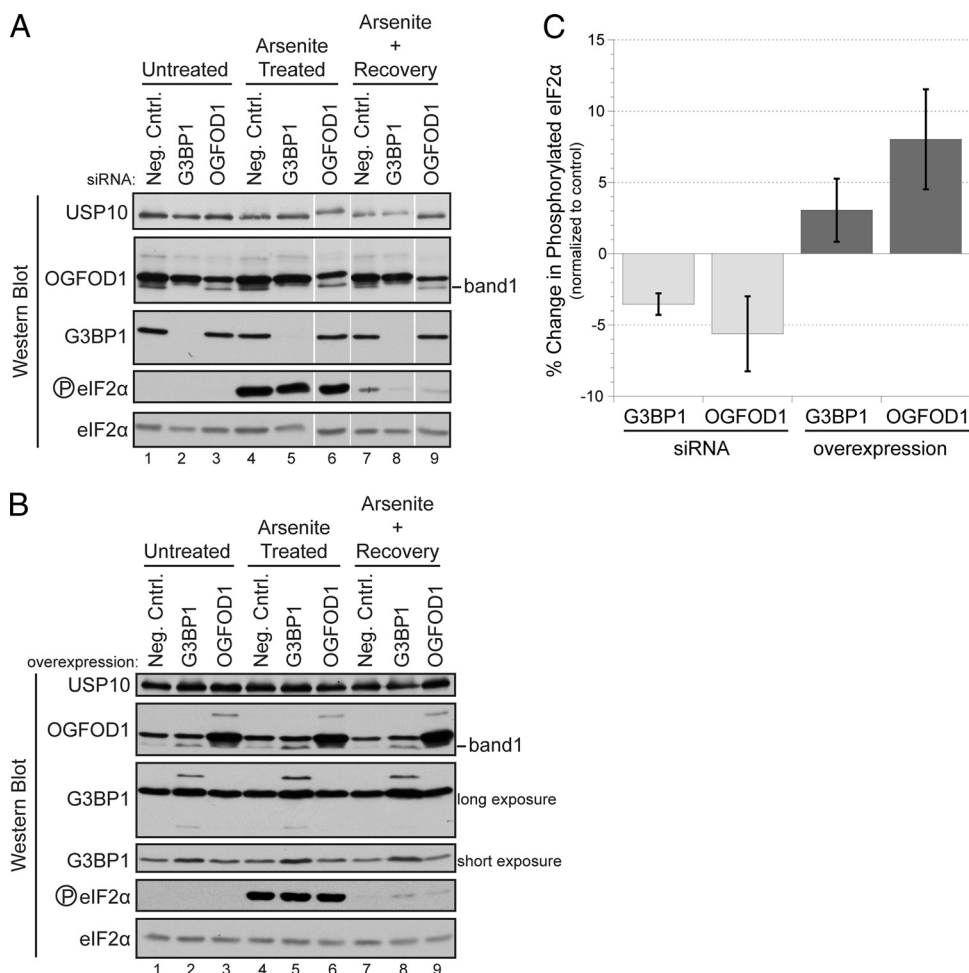 A
Untreated
Arsenite
Treated
Arsenite
+
Recovery
siRNA:
Neg. Cntrl.
G3BP1
OGFOD1
Neg. Cntrl.
G3BP1
OGFOD1
Neg. Cntrl.
G3BP1
OGFOD1
Western Blot
USP10
OGFOD1
band1
G3BP1
P eIF2α
eIF2α
1 2 3 4 5 6 7 8 9
B
Untreated
Arsenite
Treated
Arsenite
+
Recovery
overexpression:
Neg. Cntrl.
G3BP1
OGFOD1
Neg. Cntrl.
G3BP1
OGFOD1
Neg. Cntrl.
G3BP1
OGFOD1
Western Blot
USP10
OGFOD1
band1
G3BP1
long exposure
G3BP1
short exposure
P eIF2α
eIF2α
1 2 3 4 5 6 7 8 9
C
% Change in Phosphorylated eIF2α
(normalized to control)
15
10
5
0
-5
-10
G3BP1 OGFOD1 G3BP1 OGFOD1
siRNA overexpression